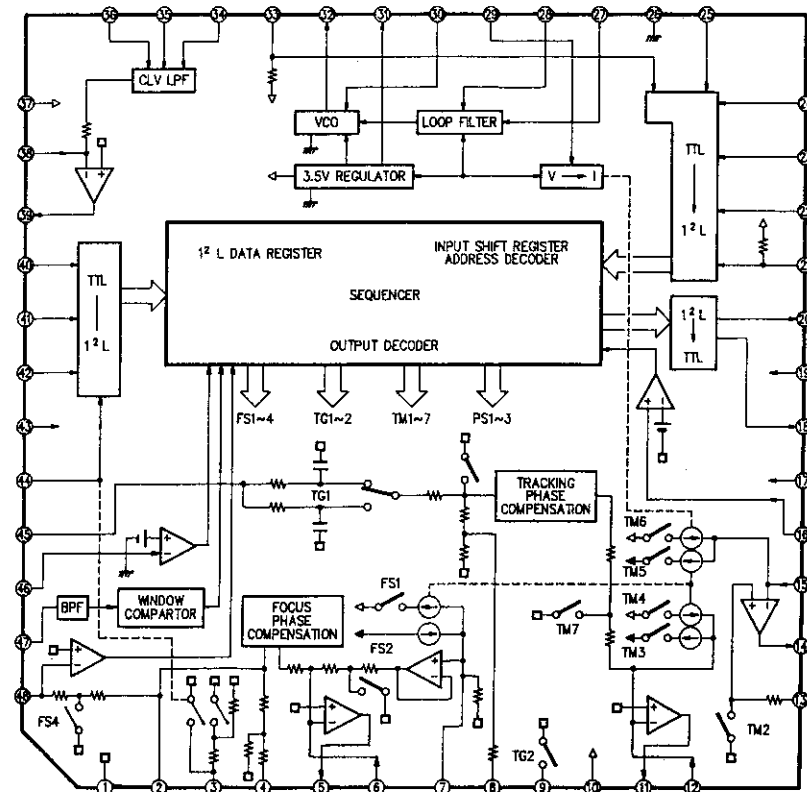 36 35 34 33 32 31 30 29 28 27 26 25
CLV LPF
37
VCO
LOOP FILTER
38
TTL
3.5V REGULATOR
V → I
39
I² L
I² L DATA REGISTER
INPUT SHIFT REGISTER
ADDRESS DECODER
40
TTL
SEQUENCER
I² L
41
20
I² L
TTL
OUTPUT DECODER
42
19
43
FS1~4
TG1~2
TM1~7
PS1~3
18
44
17
TG1
TRACKING
PHASE
COMPENSATION
45
TM6
16
46
TM5
15
BPF
WINDOW
COMPARTOR
FOCUS
PHASE
COMPENSATION
FS1
TM4
47
FS2
TM7
TM3
14
48
13
FS4
TG2
TM2
1 2 3 4 5 6 7 8 9 10 11 12